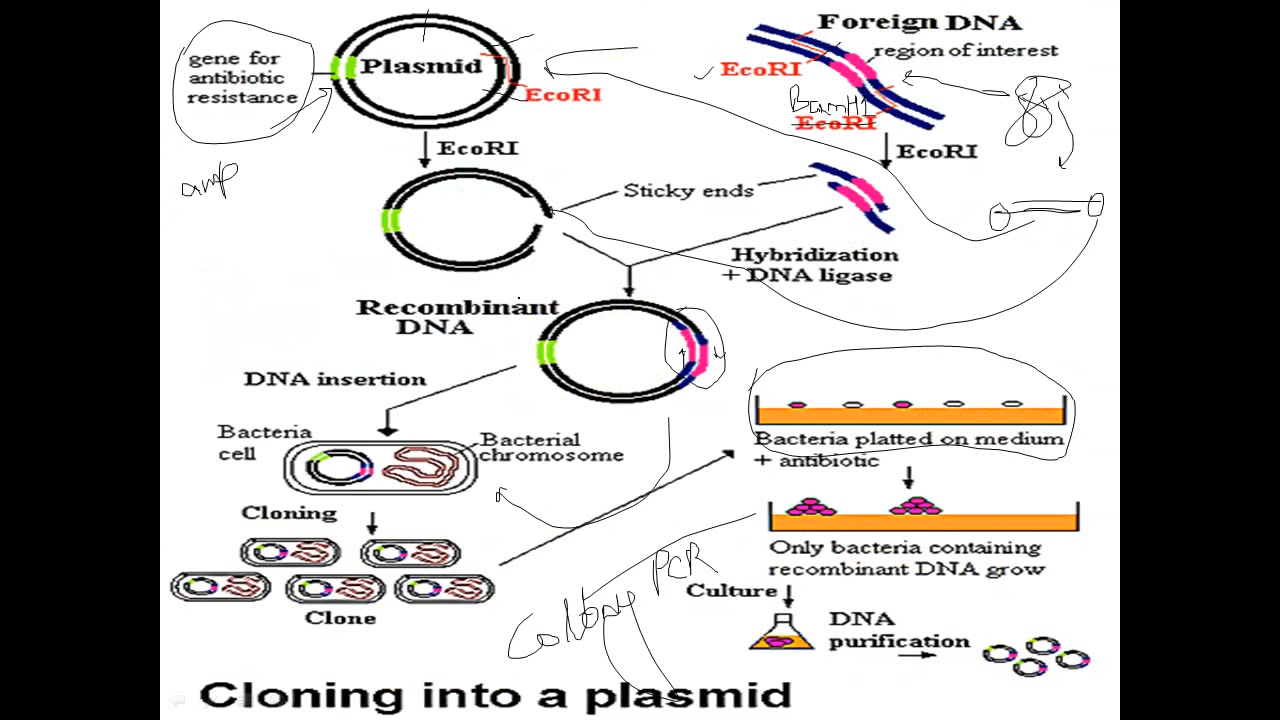 Foreign DNA
gene for
antibiotic
resistance
Plasmid
EcoRI
region of interest
EcoRI
BamH1
EcoRI
EcoRI
EcoRI
amp
Sticky ends
Hybridization
+ DNA ligase
Recombinant
DNA
DNA insertion
Bacteria
cell
Bacterial
chromosome
Bacteria platted on medium
+ antibiotic
Cloning
Clone
Only bacteria containing
recombinant DNA grow
Colony PCR
Culture
DNA
purification
Cloning into a plasmid